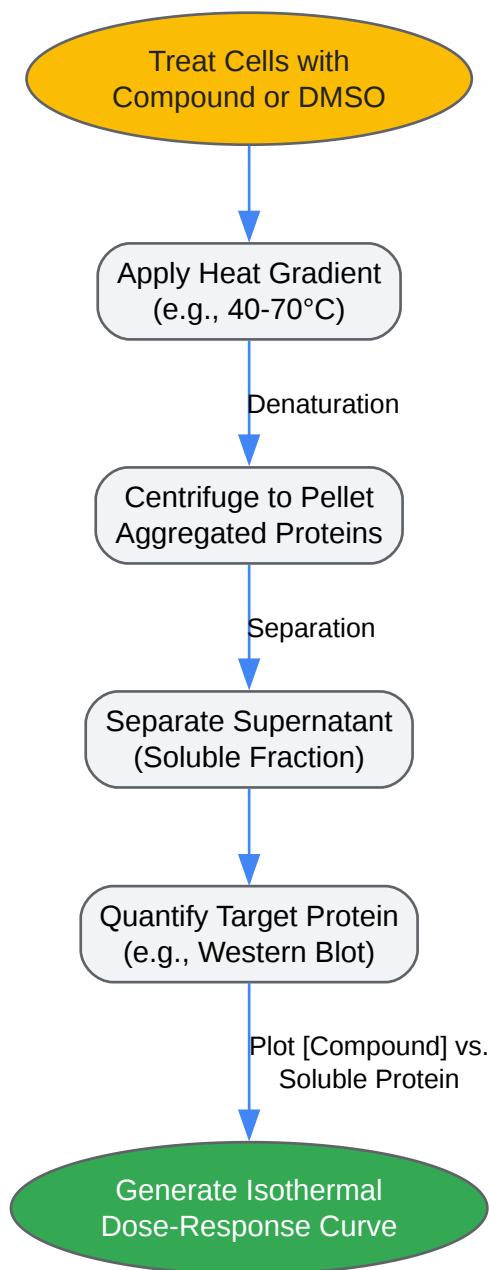 Treat Cells with
Compound or DMSO
Apply Heat Gradient
(e.g., 40-70°C)
Denaturation
Centrifuge to Pellet
Aggregated Proteins
Separation
Separate Supernatant
(Soluble Fraction)
Quantify Target Protein
(e.g., Western Blot)
Plot [Compound] vs.
Soluble Protein
Generate Isothermal
Dose-Response Curve